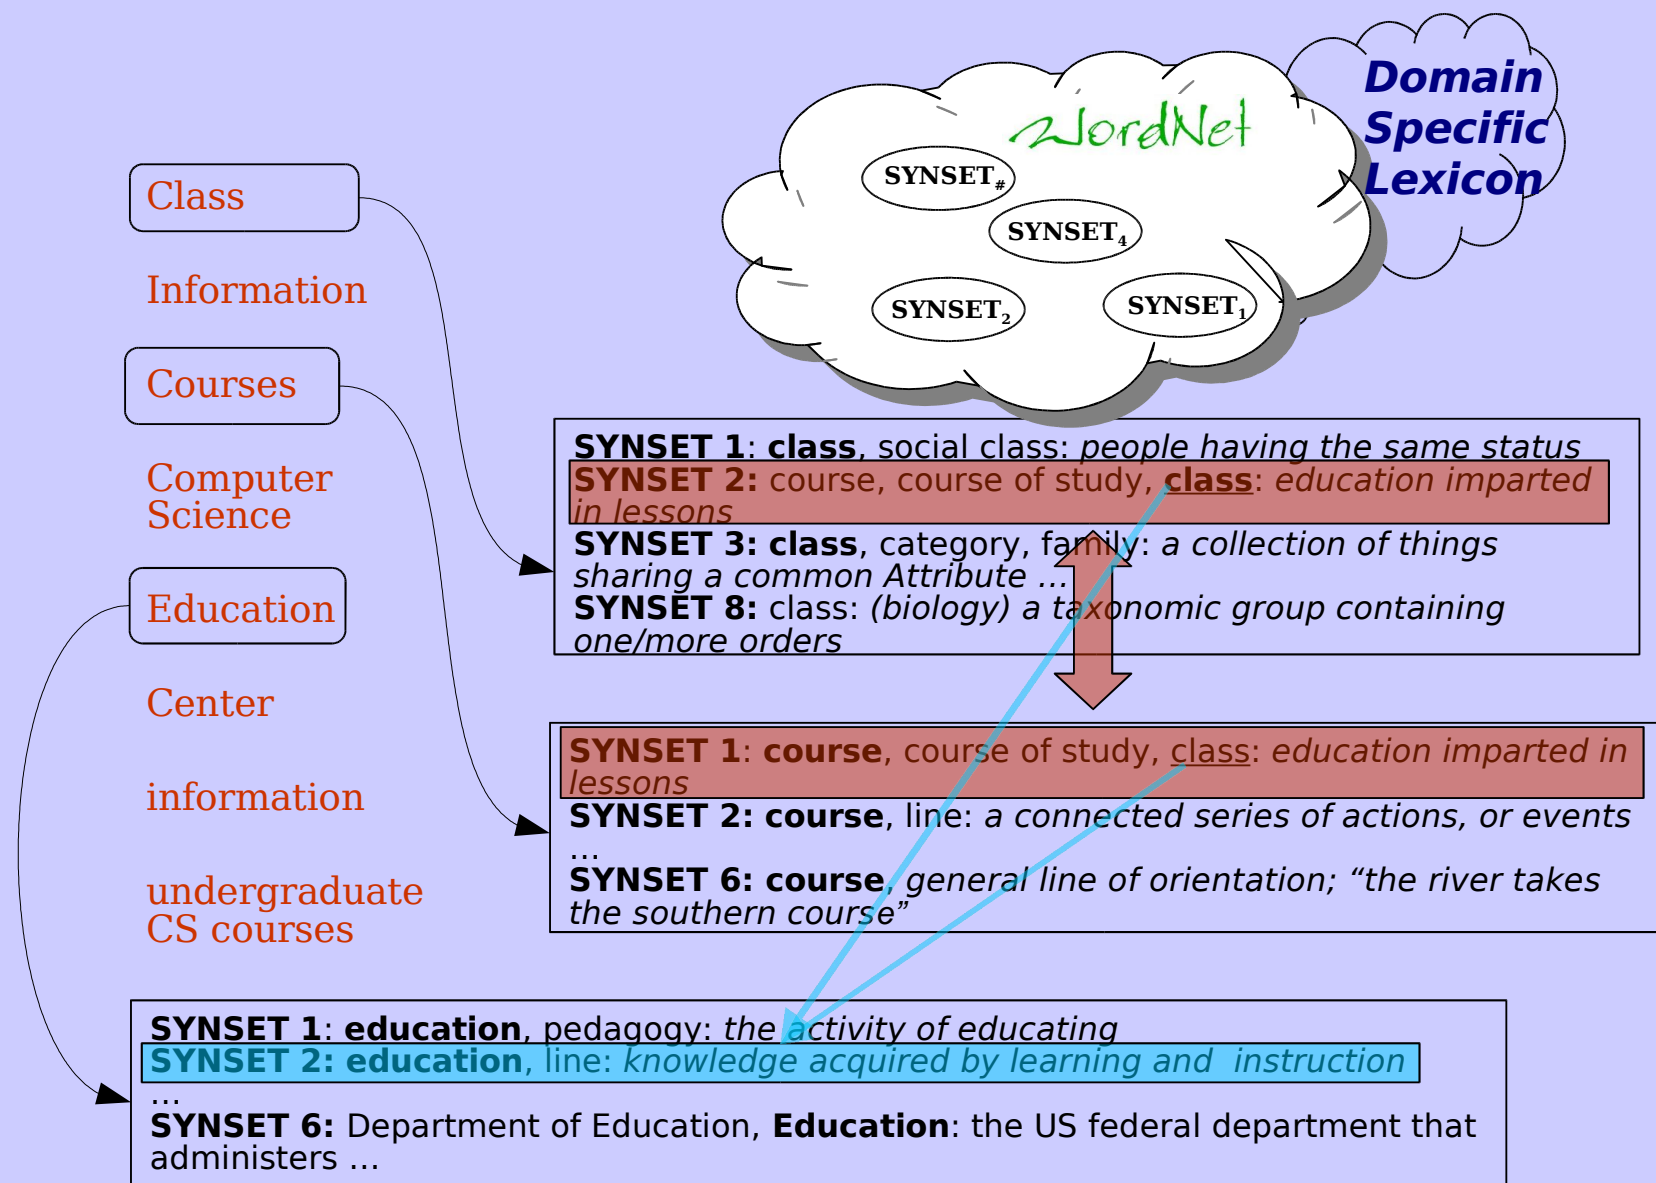 Domain
Specific
Lexicon
WordNet
SYNSET#
SYNSET4
SYNSET2
SYNSET1
Class
Information
Courses
Computer
Science
Education
Center
information
undergraduate
CS courses
SYNSET 1: class, social class: people having the same status
SYNSET 2: course, course of study, class: education imparted
in lessons
SYNSET 3: class, category, family: a collection of things
sharing a common Attribute ...
SYNSET 8: class: (biology) a taxonomic group containing
one/more orders
SYNSET 1: course, course of study, class: education imparted in
lessons
SYNSET 2: course, line: a connected series of actions, or events
...
SYNSET 6: course, general line of orientation; “the river takes
the southern course”
SYNSET 1: education, pedagogy: the activity of educating
SYNSET 2: education, line: knowledge acquired by learning and  instruction
...
SYNSET 6: Department of Education, Education: the US federal department that
administers ...